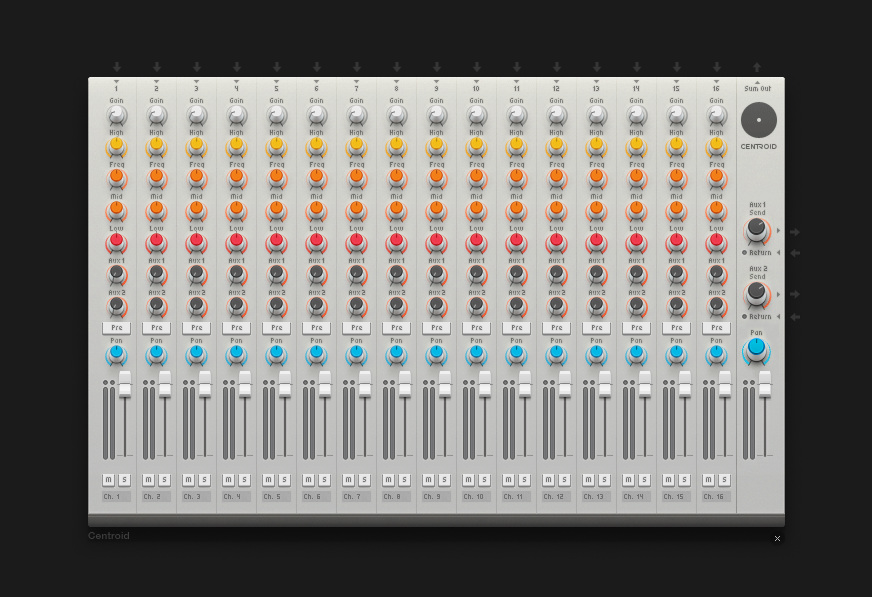 1 2 3 4 5 6 7 8 9 10 11 12 13 14 15 16 Sum Out
Gain Gain Gain Gain Gain Gain Gain Gain Gain Gain Gain Gain Gain Gain Gain Gain
High High High High High High High High High High High High High High High High
CENTROID
Freq Freq Freq Freq Freq Freq Freq Freq Freq Freq Freq Freq Freq Freq Freq Freq
Mid Mid Mid Mid Mid Mid Mid Mid Mid Mid Mid Mid Mid Mid Mid Mid
Aux 1
Send
Low Low Low Low Low Low Low Low Low Low Low Low Low Low Low Low
Return
Aux 1 Aux 1 Aux 1 Aux 1 Aux 1 Aux 1 Aux 1 Aux 1 Aux 1 Aux 1 Aux 1 Aux 1 Aux 1 Aux 1 Aux 1 Aux 1
Aux 2
Send
Aux 2 Aux 2 Aux 2 Aux 2 Aux 2 Aux 2 Aux 2 Aux 2 Aux 2 Aux 2 Aux 2 Aux 2 Aux 2 Aux 2 Aux 2 Aux 2
Return
Pre Pre Pre Pre Pre Pre Pre Pre Pre Pre Pre Pre Pre Pre Pre Pre
Pan Pan Pan Pan Pan Pan Pan Pan Pan Pan Pan Pan Pan Pan Pan Pan Pan
M S M S M S M S M S M S M S M S M S M S M S M S M S M S M S M S
Ch. 1 Ch. 2 Ch. 3 Ch. 4 Ch. 5 Ch. 6 Ch. 7 Ch. 8 Ch. 9 Ch. 10 Ch. 11 Ch. 12 Ch. 13 Ch. 14 Ch. 15 Ch. 16
Centroid